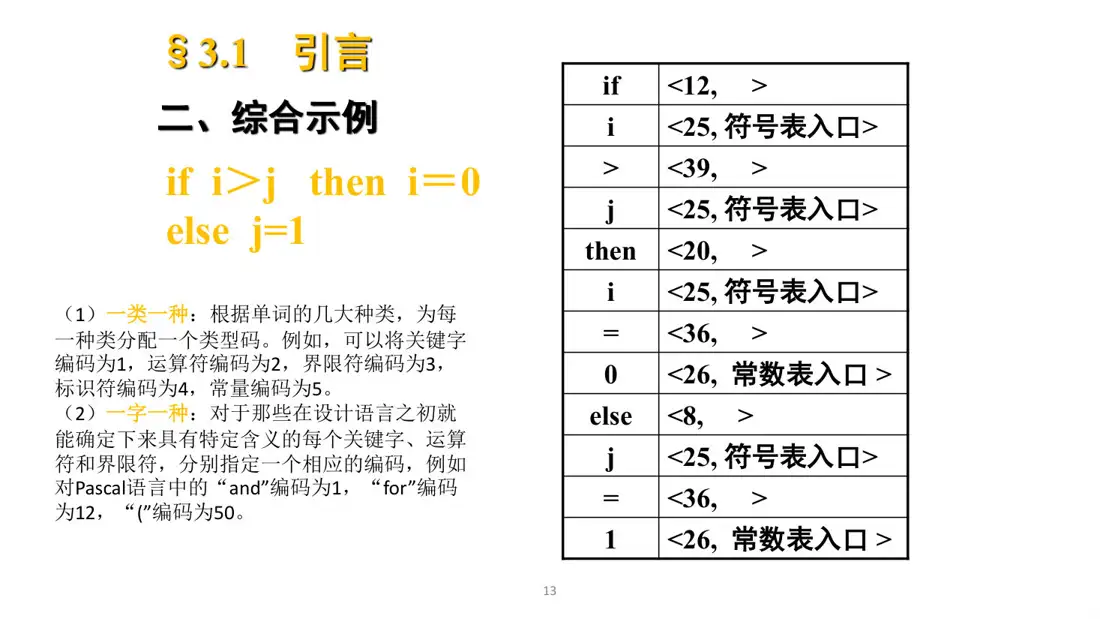 §3.1 引言
二、综合示例
if i＞j then i＝0
else j=1
（1）一类一种：根据单词的几大种类，为每
一种类分配一个类型码。例如，可以将关键字
编码为1，运算符编码为2，界限符编码为3，
标识符编码为4，常量编码为5。
（2）一字一种：对于那些在设计语言之初就
能确定下来具有特定含义的每个关键字、运算
符和界限符，分别指定一个相应的编码，例如
对Pascal语言中的“and”编码为1，“for”编码
为12，“(”编码为50。
if <12, >
i <25, 符号表入口>
> <39, >
j <25, 符号表入口>
then <20, >
i <25, 符号表入口>
= <36, >
0 <26, 常数表入口 >
else <8, >
j <25, 符号表入口>
= <36, >
1 <26, 常数表入口 >
13